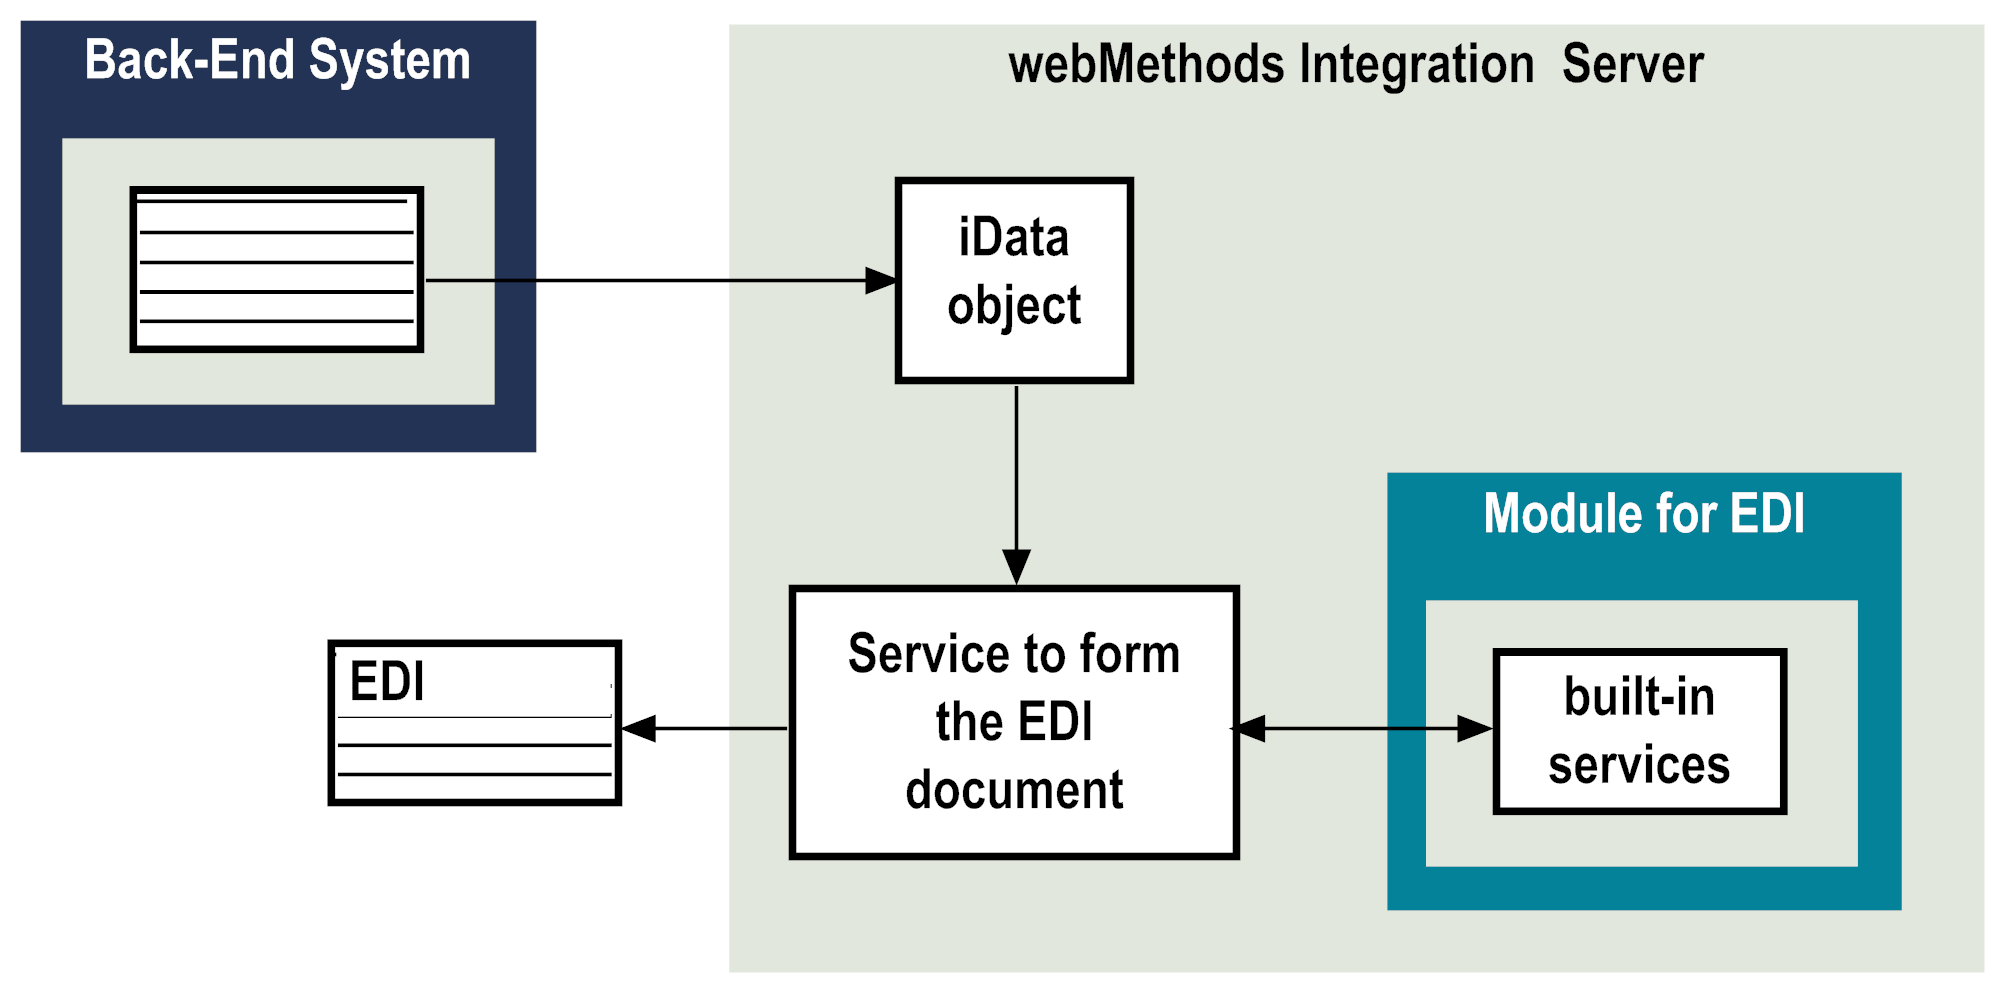 Back-End System
webMethods Integration  Server
iData
object
Module for EDI
Service to form
the EDI
document
EDI
built-in
services